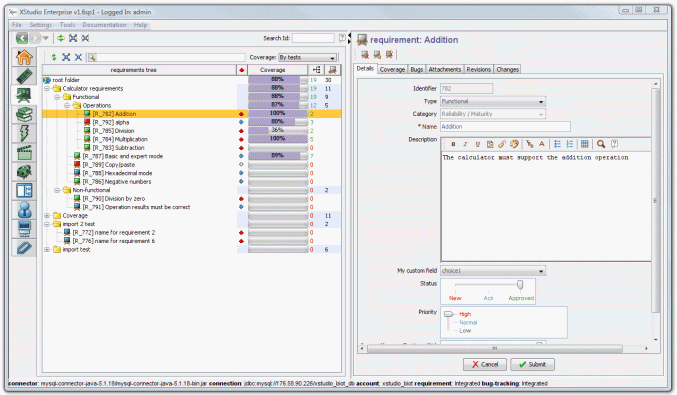 XStudio Enterprise v1.6sp1 - Logged In: admin
File Settings Tools Documentation Help
Search Id:
Coverage: By tests
requirements tree Coverage
root folder 88% 19 30
Calculator requirements 88% 19 11
Functional 88% 19 9
Operations 87% 12 5
[R_782] Addition 100% 2
[R_792] alpha 80% 3
[R_785] Division 36% 2
[R_784] Multiplication 100% 5
[R_783] Subtraction 0
[R_787] Basic and expert mode 89% 7
[R_789] Copy/paste 0
[R_788] Hexadecimal mode 0
[R_786] Negative numbers 0
Non-functional 0 2
[R_790] Division by zero 0
[R_791] Operation results must be correct 0
Coverage 0 11
import 2 test 0 2
[R_772] name for requirement 2 0
[R_776] name for requirement 6 0
import test 0 6
requirement: Addition
Details Coverage Bugs Attachments Revisions Changes
Identifier 782
Type Functional
Category Reliability / Maturity
* Name Addition
Description
B I U A A
The calculator must support the addition operation
My custom field choice1
Status
New Act Approved
Priority
High
Normal
Low
Cancel Submit
connector: mysql-connector-java-5.1.18/mysql-connector-java-5.1.18-bin.jar connection: jdbc:mysql://176.58.90.226/xstudio_biot_db account: xstudio_biot requirement: Integrated bug-tracking: Integrated